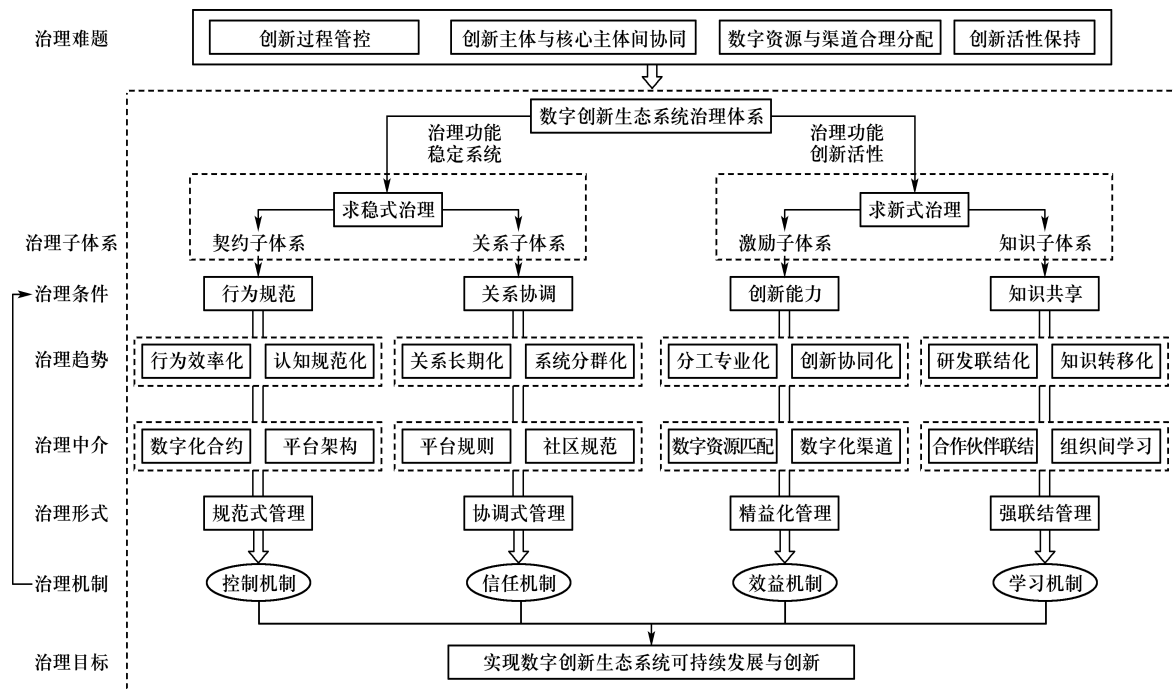 治理难题
创新过程管控
创新主体与核心主体间协同
数字资源与渠道合理分配
创新活性保持
数字创新生态系统治理体系
治理功能
稳定系统
治理功能
创新活性
求稳式治理
求新式治理
治理子体系
契约子体系
关系子体系
激励子体系
知识子体系
治理条件
行为规范
关系协调
创新能力
知识共享
治理趋势
行为效率化
认知规范化
关系长期化
系统分群化
分工专业化
创新协同化
研发联结化
知识转移化
治理中介
数字化合约
平台架构
平台规则
社区规范
数字资源匹配
数字化渠道
合作伙伴联结
组织间学习
治理形式
规范式管理
协调式管理
精益化管理
强联结管理
治理机制
控制机制
信任机制
效益机制
学习机制
治理目标
实现数字创新生态系统可持续发展与创新